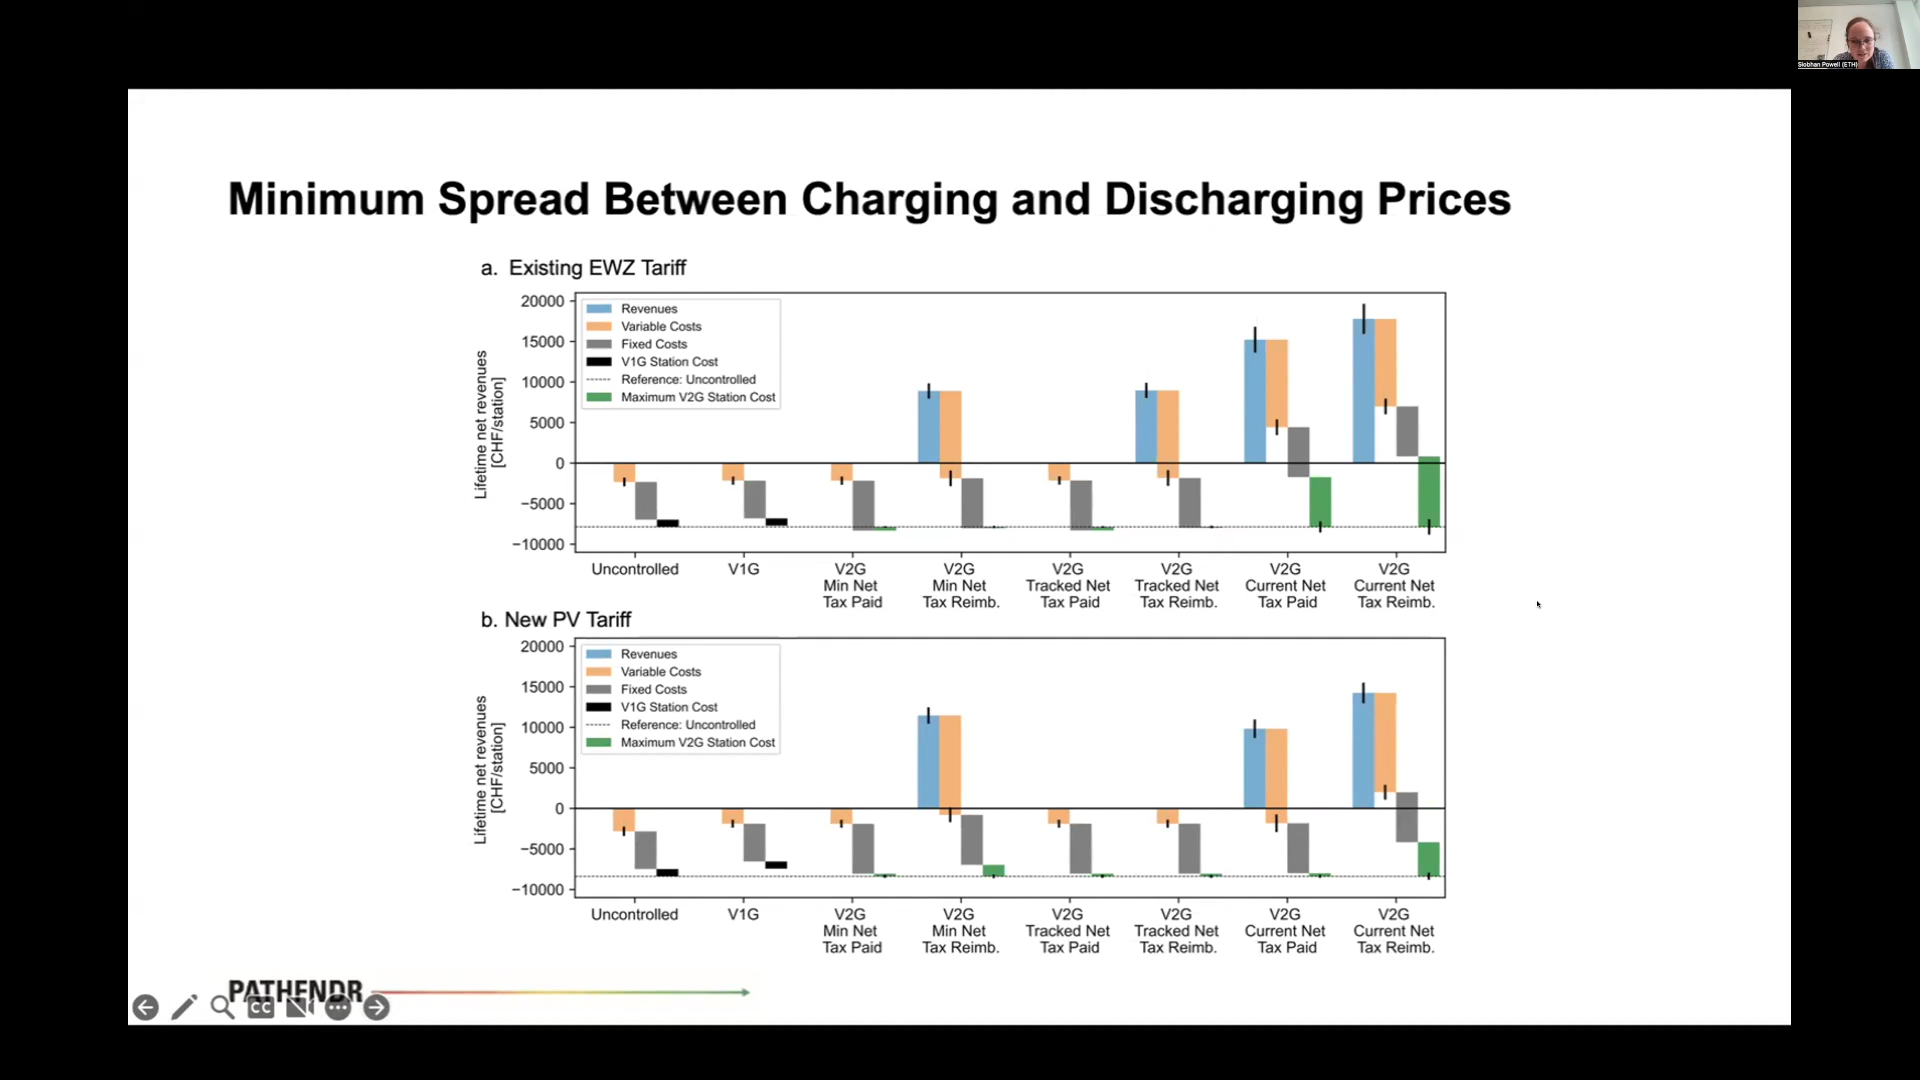 Siobhan Powell (ETH)
Minimum Spread Between Charging and Discharging Prices
a. Existing EWZ Tariff
Lifetime net revenues
[CHF/station]
20000
15000
10000
5000
0
−5000
−10000
Revenues
Variable Costs
Fixed Costs
V1G Station Cost
Reference: Uncontrolled
Maximum V2G Station Cost
Uncontrolled
V1G
V2G
Min Net
Tax Paid
V2G
Min Net
Tax Reimb.
V2G
Tracked Net
Tax Paid
V2G
Tracked Net
Tax Reimb.
V2G
Current Net
Tax Paid
V2G
Current Net
Tax Reimb.
b. New PV Tariff
Lifetime net revenues
[CHF/station]
20000
15000
10000
5000
0
−5000
−10000
Revenues
Variable Costs
Fixed Costs
V1G Station Cost
Reference: Uncontrolled
Maximum V2G Station Cost
Uncontrolled
V1G
V2G
Min Net
Tax Paid
V2G
Min Net
Tax Reimb.
V2G
Tracked Net
Tax Paid
V2G
Tracked Net
Tax Reimb.
V2G
Current Net
Tax Paid
V2G
Current Net
Tax Reimb.
PATHFNDR
CC